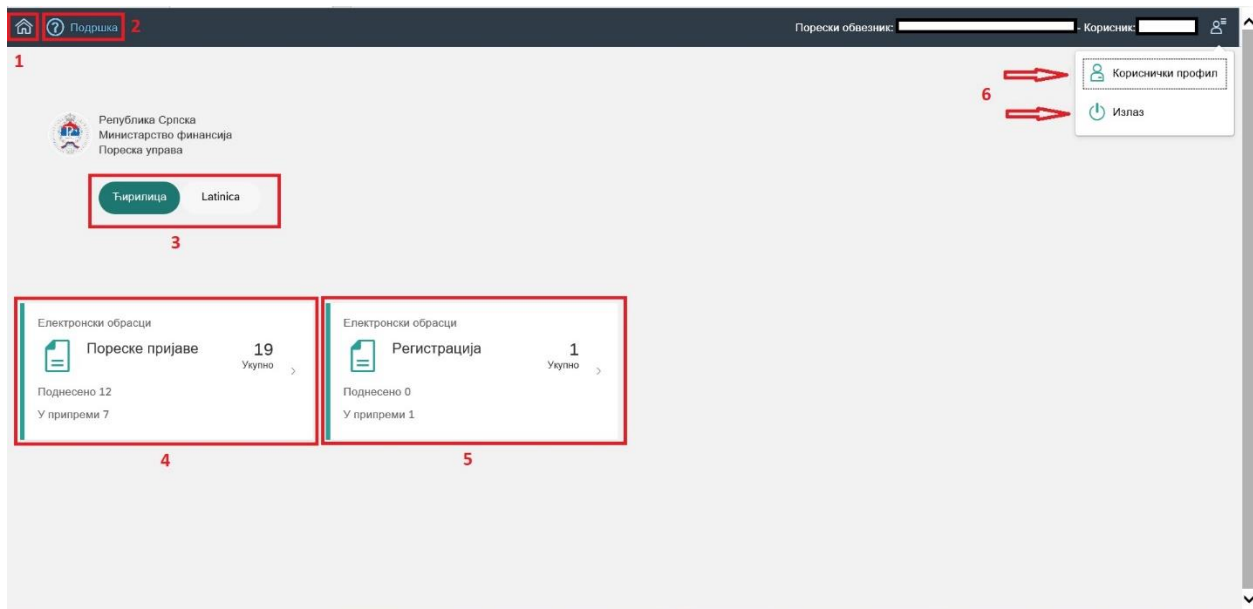 Подршка 2
Порески обвезник: - Корисник:
1
Кориснички профил
6
Излаз
Република Српска
Министарство финансија
Пореска управа
Ћирилица Latinica
3
Електронски обрасци
Пореске пријаве 19
Укупно
Поднесено 12
У припреми 7
4
Електронски обрасци
Регистрација 1
Укупно
Поднесено 0
У припреми 1
5